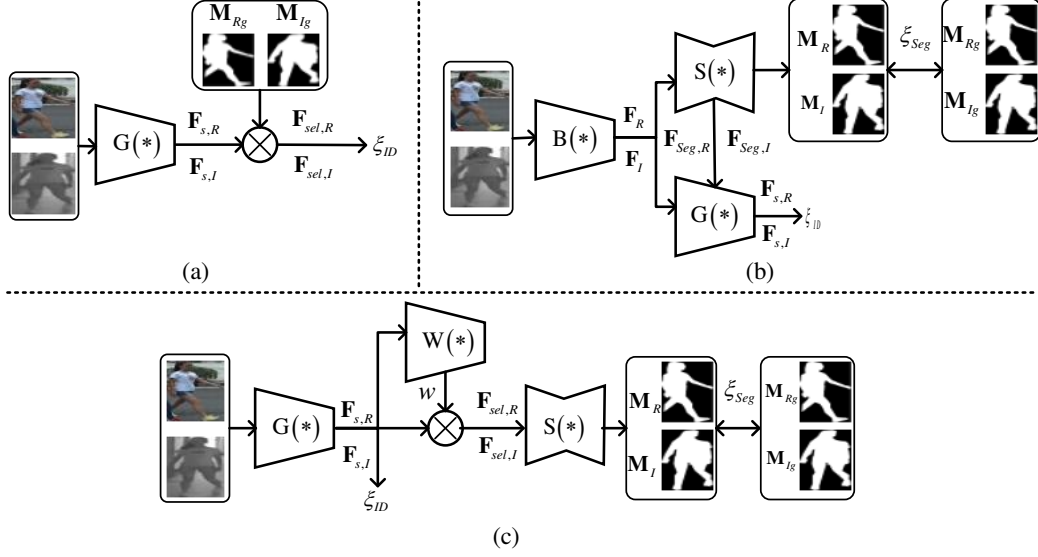 M_Rg M_Ig
G(*)
F_s,R
F_s,I
F_sel,R
F_sel,I
ξ_ID
(a)
B(*)
F_R
F_I
S(*)
F_Seg,R
F_Seg,I
G(*)
F_s,R
F_s,I
ξ_ID
M_R
M_I
ξ_Seg
M_Rg
M_Ig
(b)
G(*)
F_s,R
F_s,I
ξ_ID
W(*)
w
F_sel,R
F_sel,I
S(*)
M_R
M_I
ξ_Seg
M_Rg
M_Ig
(c)